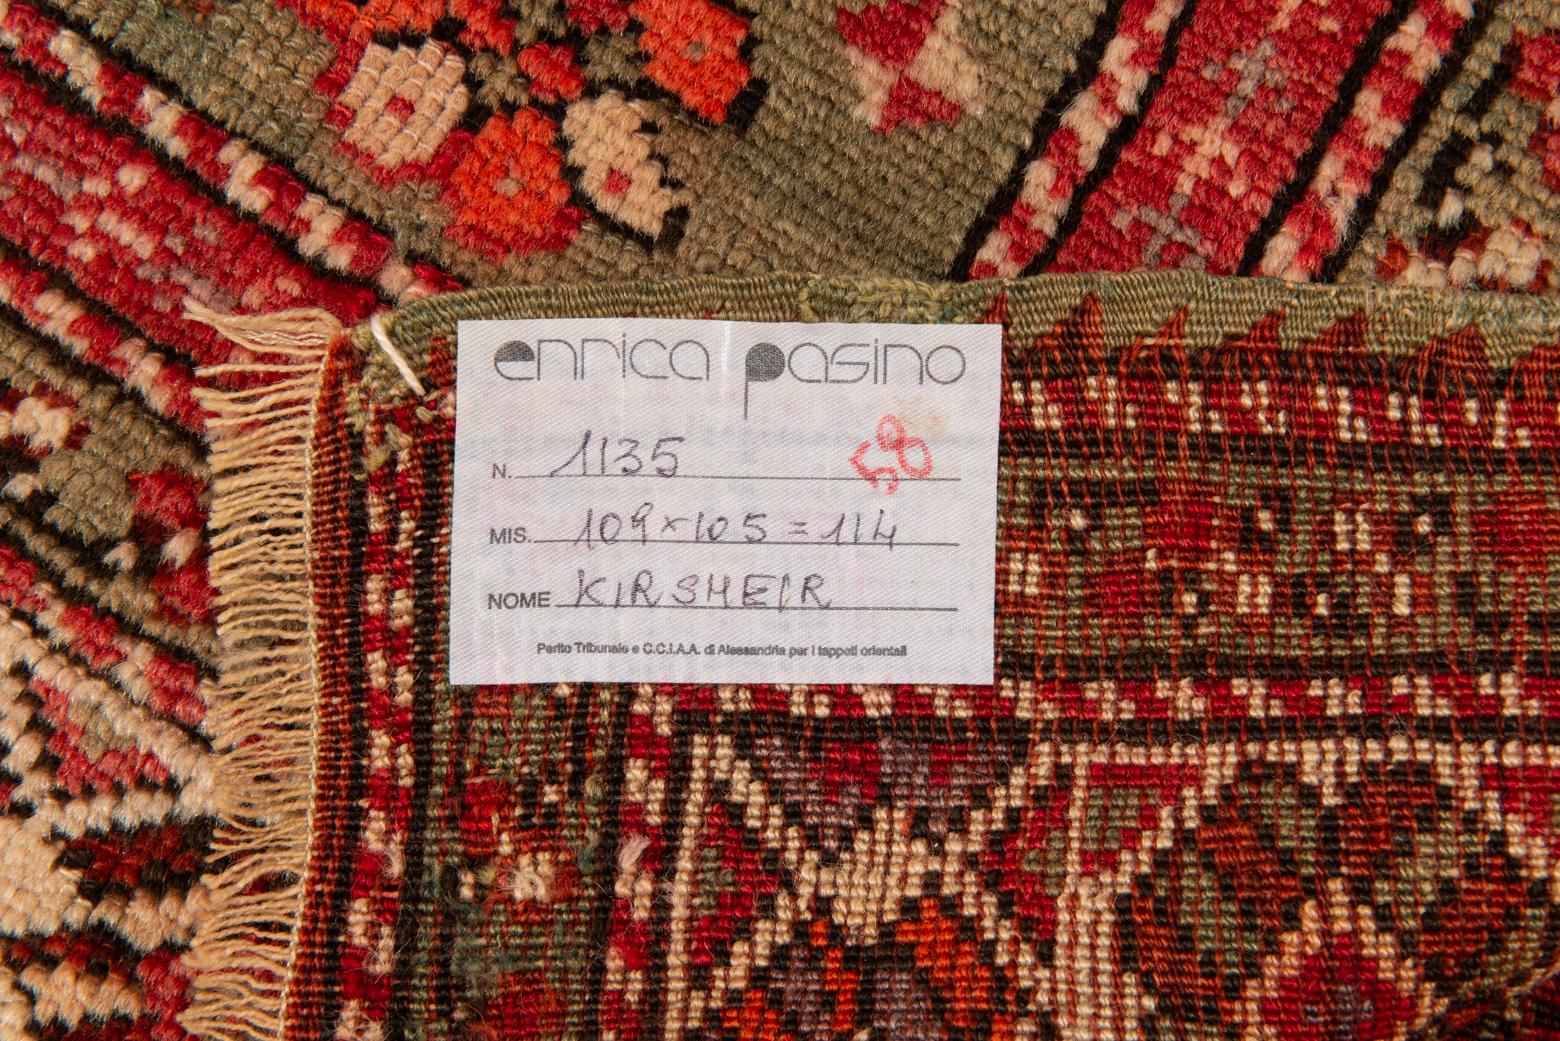 enrica pasino
N. 1135 58
MIS. 109x105 = 114
NOME KIRSHEIR
Perito Tribunale e C.C.I.A.A. di Alessandria per i tappeti orientali